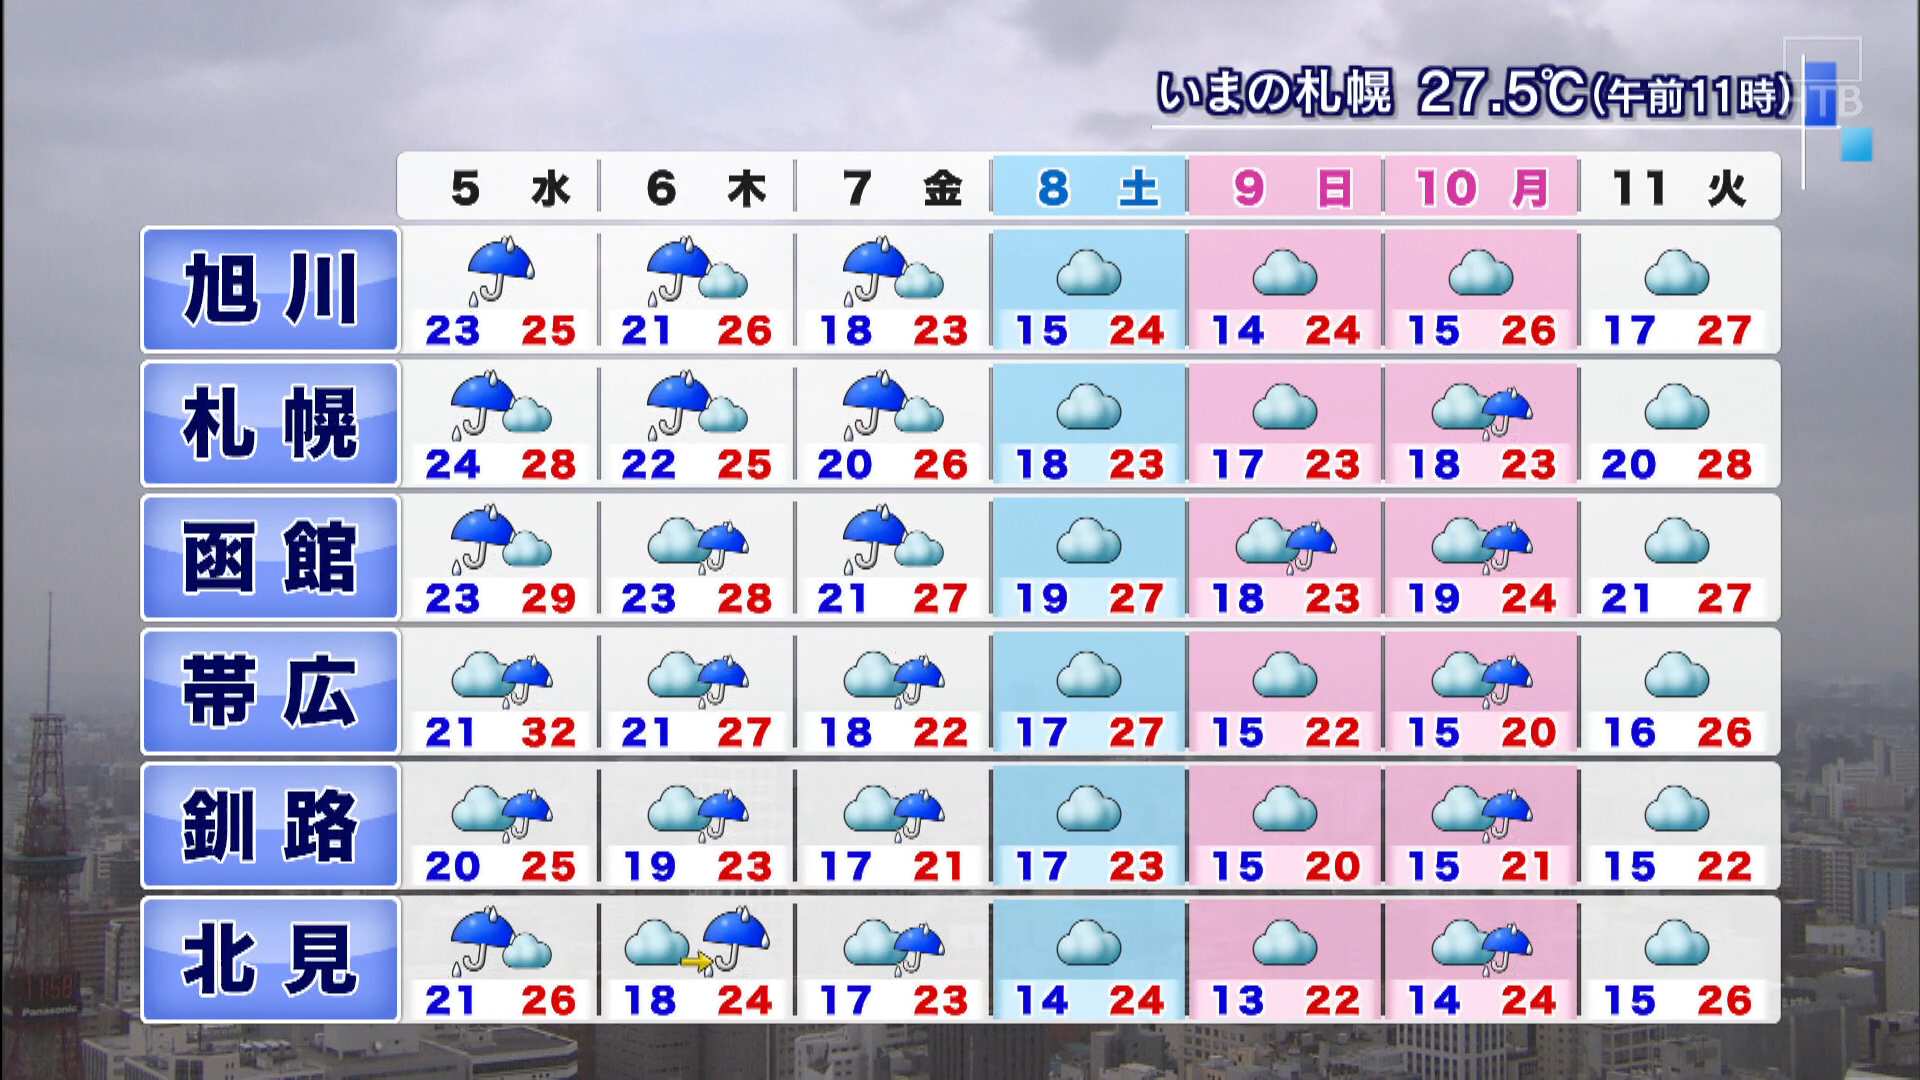 いまの札幌 27.5℃(午前11時)
HTB
5 水 6 木 7 金 8 土 9 日 10 月 11 火
旭川
23 25 21 26 18 23 15 24 14 24 15 26 17 27
札幌
24 28 22 25 20 26 18 23 17 23 18 23 20 28
函館
23 29 23 28 21 27 19 27 18 23 19 24 21 27
帯広
21 32 21 27 18 22 17 27 15 22 15 20 16 26
釧路
20 25 19 23 17 21 17 23 15 20 15 21 15 22
北見
21 26 18 24 17 23 14 24 13 22 14 24 15 26
11:58
Panasonic